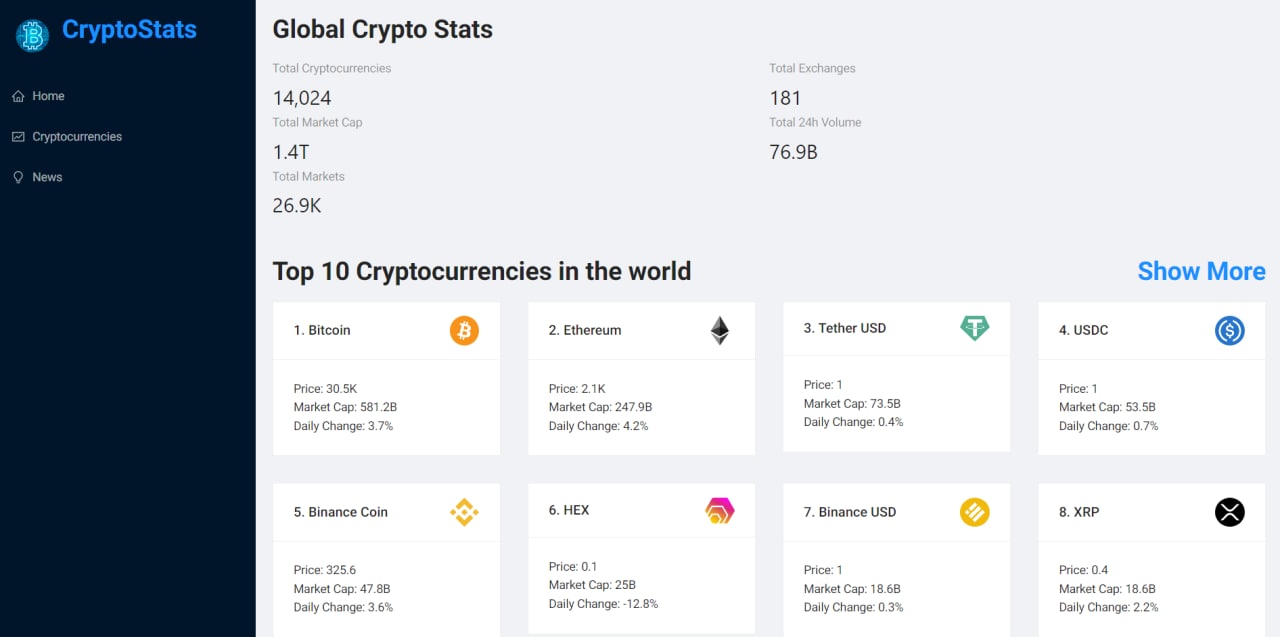 CryptoStats
Home
Cryptocurrencies
News
Global Crypto Stats
Total Cryptocurrencies
14,024
Total Exchanges
181
Total Market Cap
1.4T
Total 24h Volume
76.9B
Total Markets
26.9K
Top 10 Cryptocurrencies in the world
Show More
1. Bitcoin
Price: 30.5K
Market Cap: 581.2B
Daily Change: 3.7%
2. Ethereum
Price: 2.1K
Market Cap: 247.9B
Daily Change: 4.2%
3. Tether USD
Price: 1
Market Cap: 73.5B
Daily Change: 0.4%
4. USDC
Price: 1
Market Cap: 53.5B
Daily Change: 0.7%
5. Binance Coin
Price: 325.6
Market Cap: 47.8B
Daily Change: 3.6%
6. HEX
Price: 0.1
Market Cap: 25B
Daily Change: -12.8%
7. Binance USD
Price: 1
Market Cap: 18.6B
Daily Change: 0.3%
8. XRP
Price: 0.4
Market Cap: 18.6B
Daily Change: 2.2%